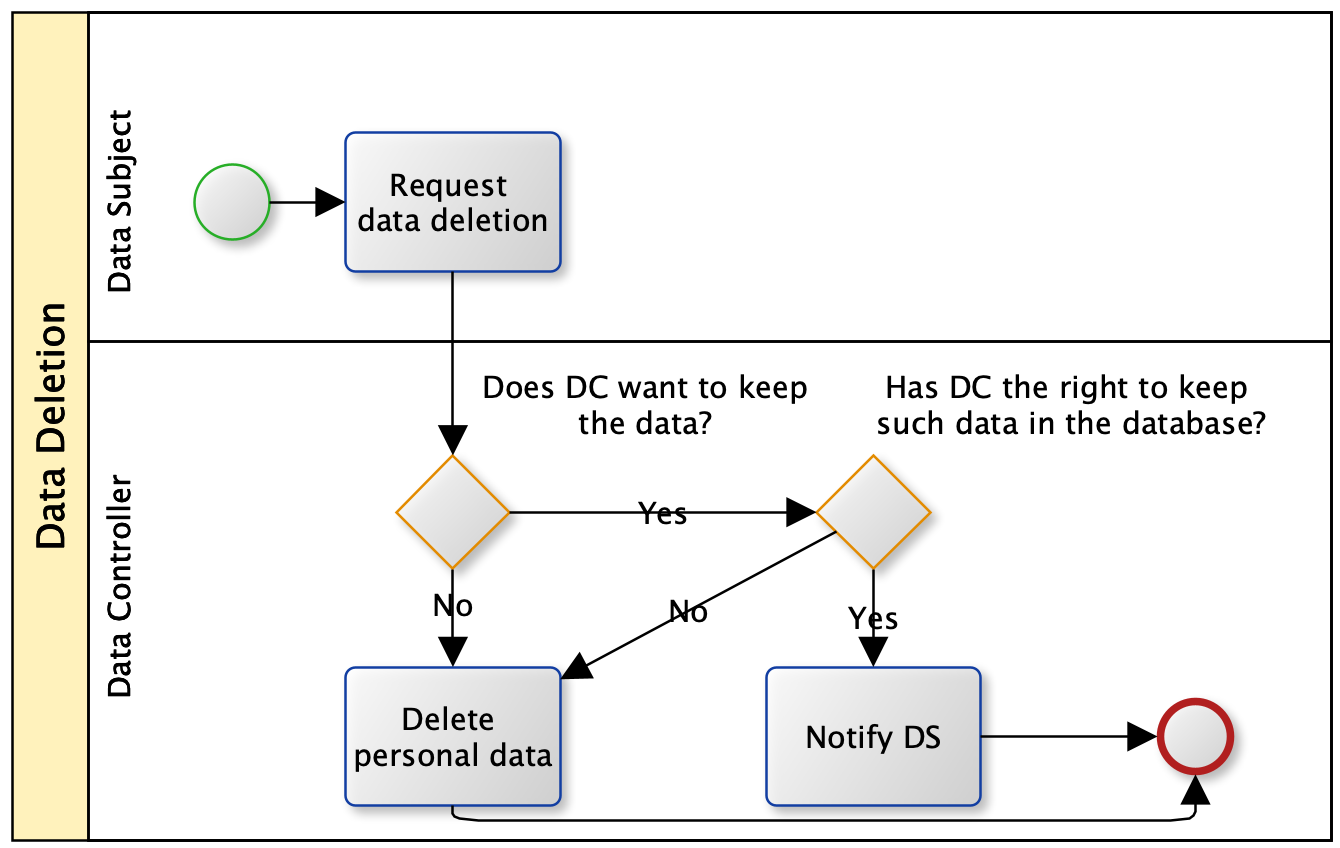 Data Deletion
Data Subject
Request
data deletion
Data Controller
Does DC want to keep
the data?
Has DC the right to keep
such data in the database?
Yes
No
No
Yes
Delete
personal data
Notify DS